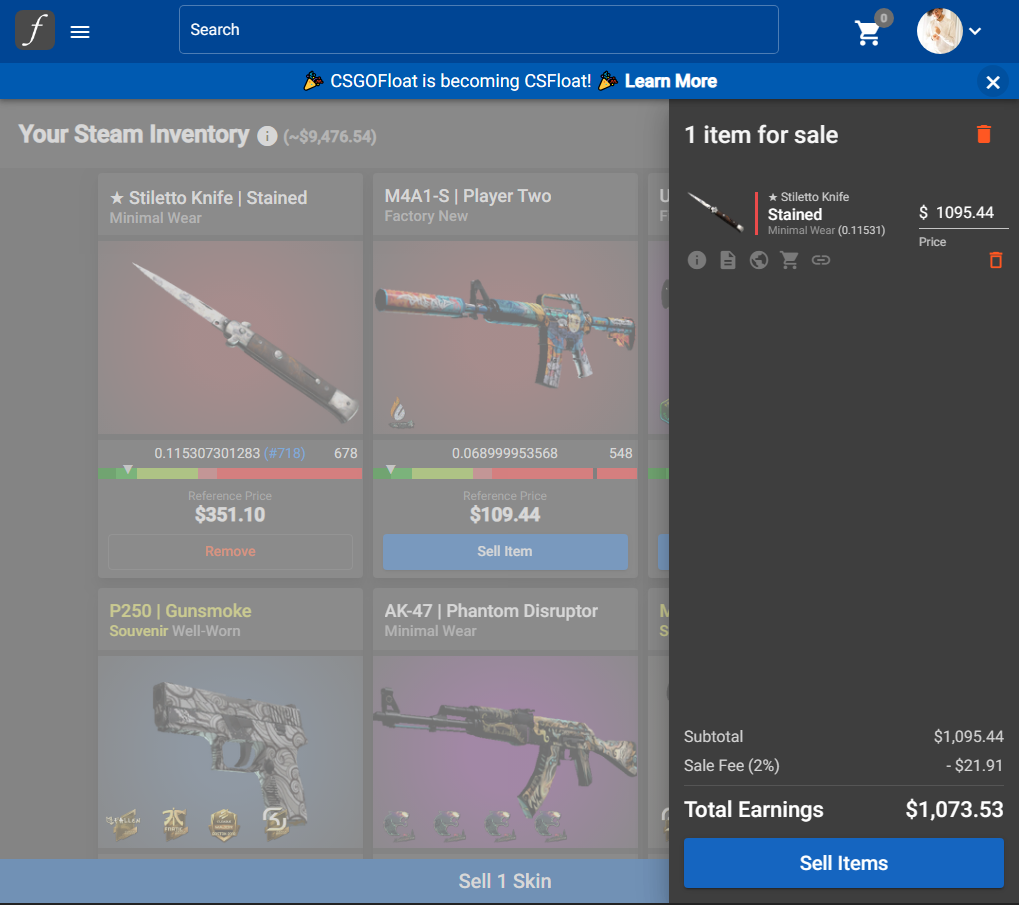 f
Search
0
CSGOFloat is becoming CSFloat! Learn More
Your Steam Inventory (~$9,476.54)
★ Stiletto Knife | Stained
Minimal Wear
0.115307301283 (#718) 678
Reference Price
$351.10
Remove
M4A1-S | Player Two
Factory New
0.068999953568 548
Reference Price
$109.44
Sell Item
U
F
P250 | Gunsmoke
Souvenir Well-Worn
AK-47 | Phantom Disruptor
Minimal Wear
M
S
Sell 1 Skin
1 item for sale
★ Stiletto Knife
Stained
Minimal Wear (0.11531)
$ 1095.44
Price
Subtotal $1,095.44
Sale Fee (2%) - $21.91
Total Earnings $1,073.53
Sell Items